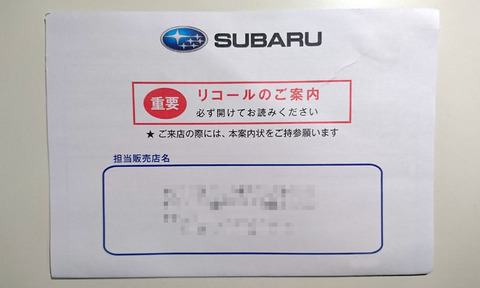 SUBARU
重要
リコールのご案内
必ず開けてお読みください
★ ご来店の際には、本案内状をご持参願います
担当販売店名